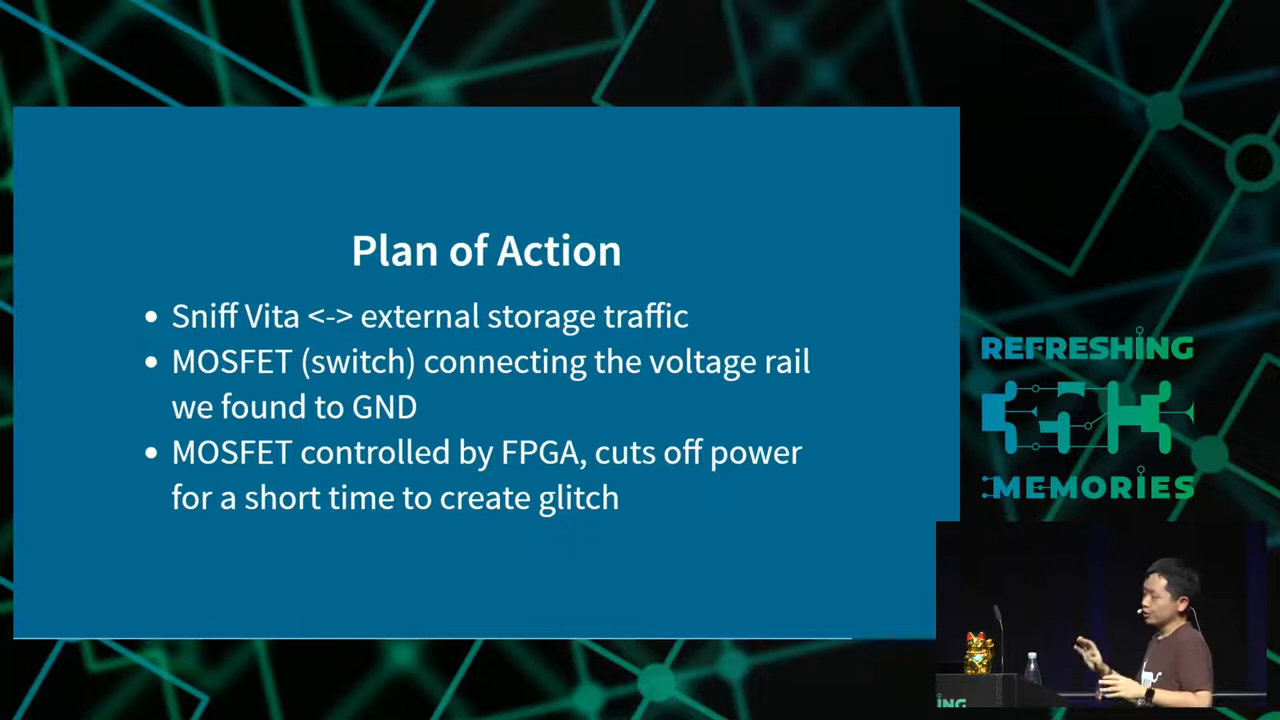 Plan of Action
• Sniff Vita <-> external storage traffic
• MOSFET (switch) connecting the voltage rail
we found to GND
• MOSFET controlled by FPGA, cuts off power
for a short time to create glitch
REFRESHING
MEMORIES
ING